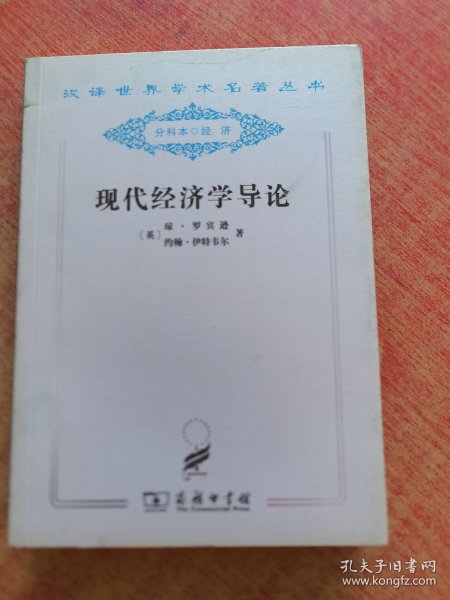 汉译世界学术名著丛书
分科本 经济
现代经济学导论
〔英〕琼·罗宾逊
约翰·伊特韦尔 著
商务印书馆
The Commercial Press
孔夫子旧书网
www.kongfz.com